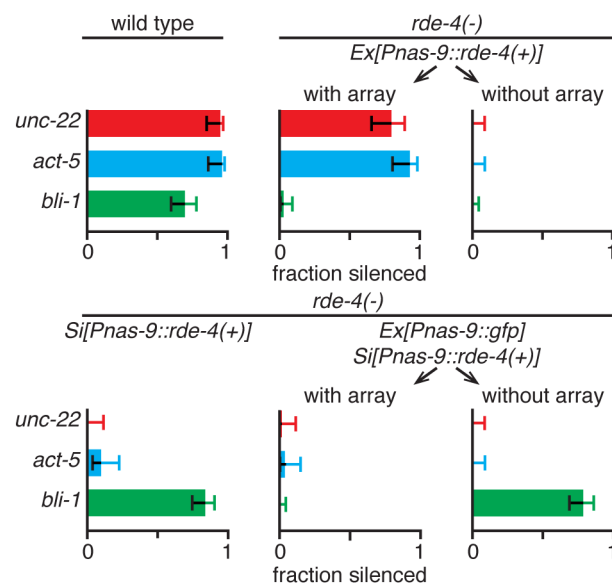 wild type
rde-4(-)
Ex[Pnas-9::rde-4(+)]
with array
without array
unc-22
act-5
bli-1
0
1
0
1
0
1
fraction silenced
rde-4(-)
Si[Pnas-9::rde-4(+)]
Ex[Pnas-9::gfp]
Si[Pnas-9::rde-4(+)]
with array
without array
unc-22
act-5
bli-1
0
1
0
1
0
1
fraction silenced